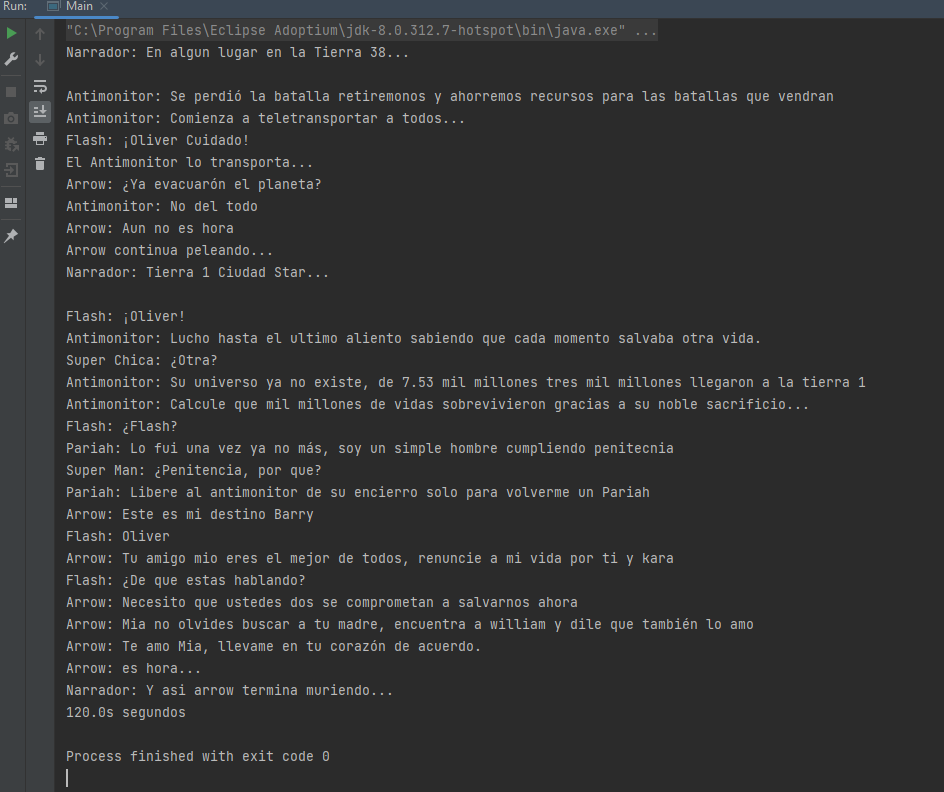 Run: Main
"C:\Program Files\Eclipse Adoptium\jdk-8.0.312.7-hotspot\bin\java.exe" ...
Narrador: En algun lugar en la Tierra 38...
Antimonitor: Se perdió la batalla retiremonos y ahorremos recursos para las batallas que vendran
Antimonitor: Comienza a teletransportar a todos...
Flash: ¡Oliver Cuidado!
El Antimonitor lo transporta...
Arrow: ¿Ya evacuarón el planeta?
Antimonitor: No del todo
Arrow: Aun no es hora
Arrow continua peleando...
Narrador: Tierra 1 Ciudad Star...
Flash: ¡Oliver!
Antimonitor: Lucho hasta el ultimo aliento sabiendo que cada momento salvaba otra vida.
Super Chica: ¿Otra?
Antimonitor: Su universo ya no existe, de 7.53 mil millones tres mil millones llegaron a la tierra 1
Antimonitor: Calcule que mil millones de vidas sobrevivieron gracias a su noble sacrificio...
Flash: ¿Flash?
Pariah: Lo fui una vez ya no más, soy un simple hombre cumpliendo penitecnia
Super Man: ¿Penitencia, por que?
Pariah: Libere al antimonitor de su encierro solo para volverme un Pariah
Arrow: Este es mi destino Barry
Flash: Oliver
Arrow: Tu amigo mio eres el mejor de todos, renuncie a mi vida por ti y kara
Flash: ¿De que estas hablando?
Arrow: Necesito que ustedes dos se comprometan a salvarnos ahora
Arrow: Mia no olvides buscar a tu madre, encuentra a william y dile que también lo amo
Arrow: Te amo Mia, llevame en tu corazón de acuerdo.
Arrow: es hora...
Narrador: Y asi arrow termina muriendo...
120.0s segundos
Process finished with exit code 0